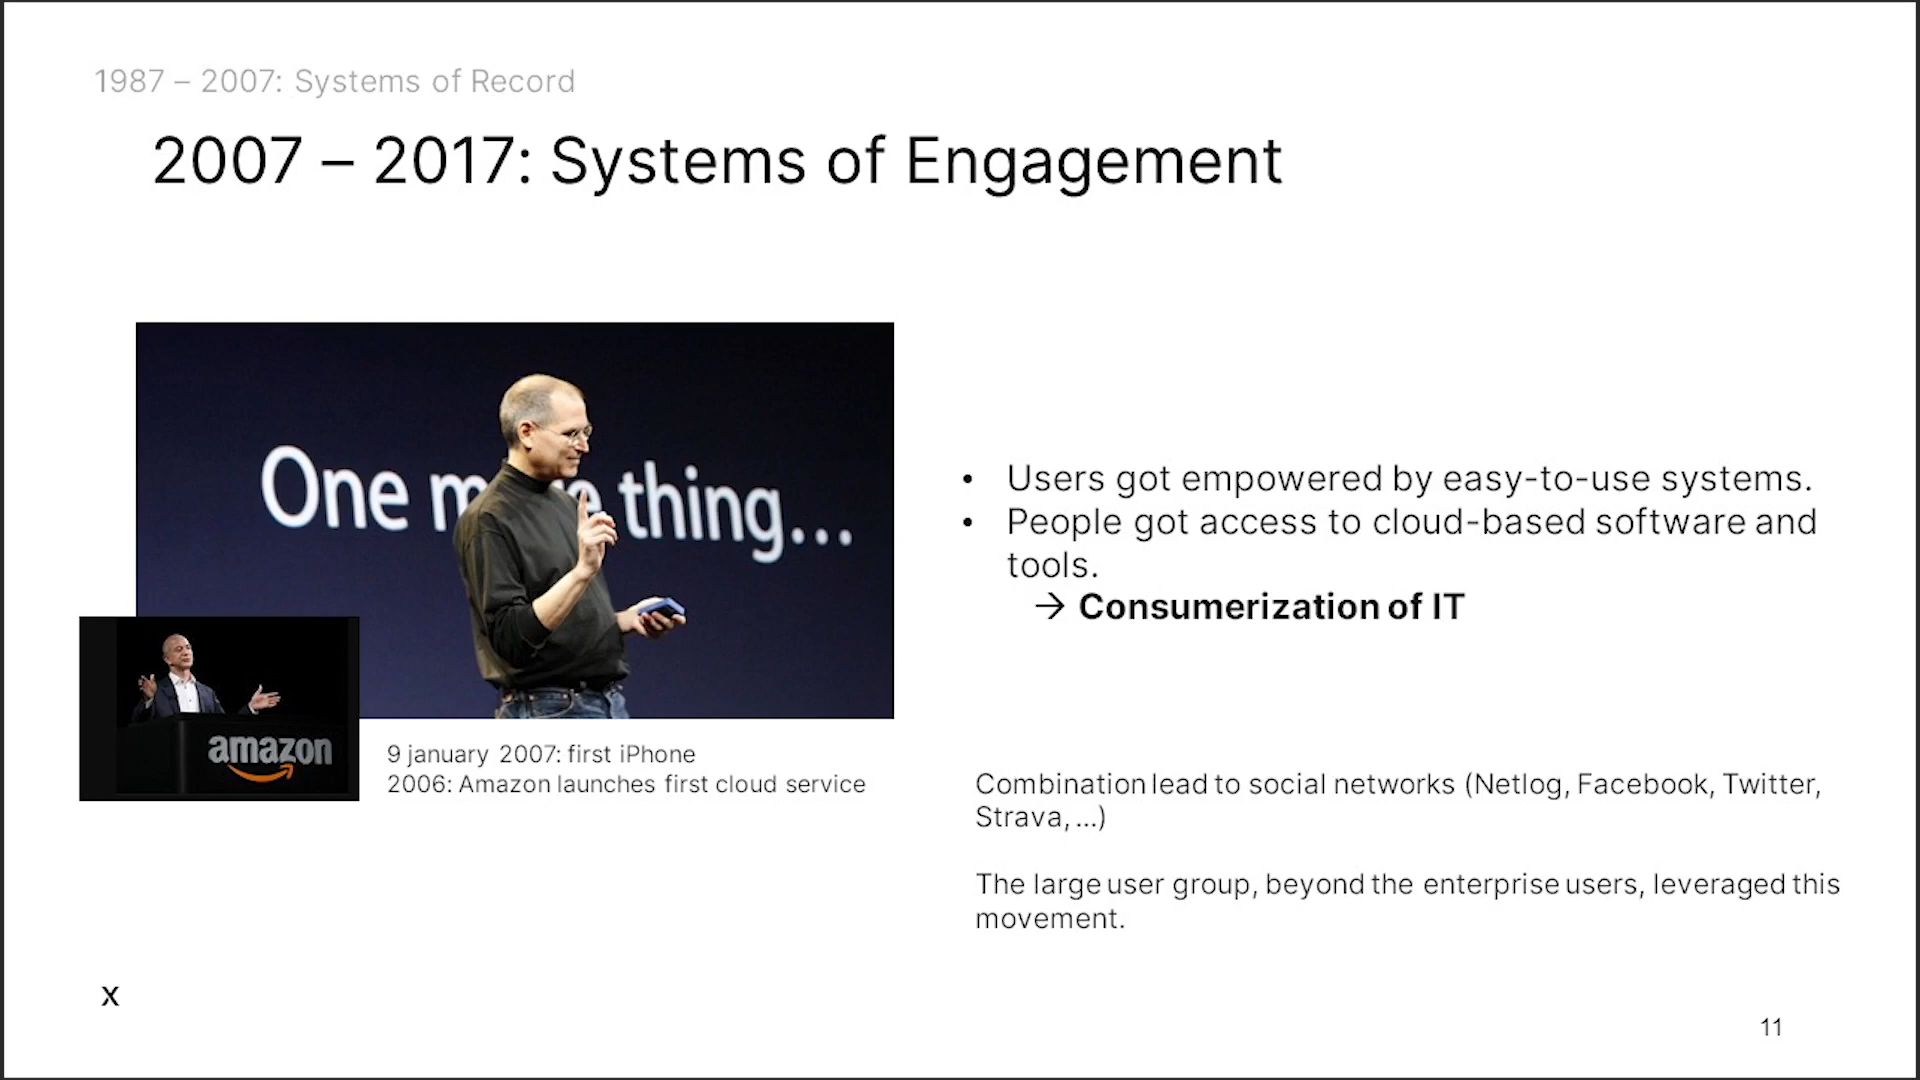 1987 – 2007: Systems of Record
2007 – 2017: Systems of Engagement
One more thing...
amazon
9 january 2007: first iPhone
2006: Amazon launches first cloud service
• Users got empowered by easy-to-use systems.
• People got access to cloud-based software and
tools.
→ Consumerization of IT
Combination lead to social networks (Netlog, Facebook, Twitter,
Strava, ...)
The large user group, beyond the enterprise users, leveraged this
movement.
X
11